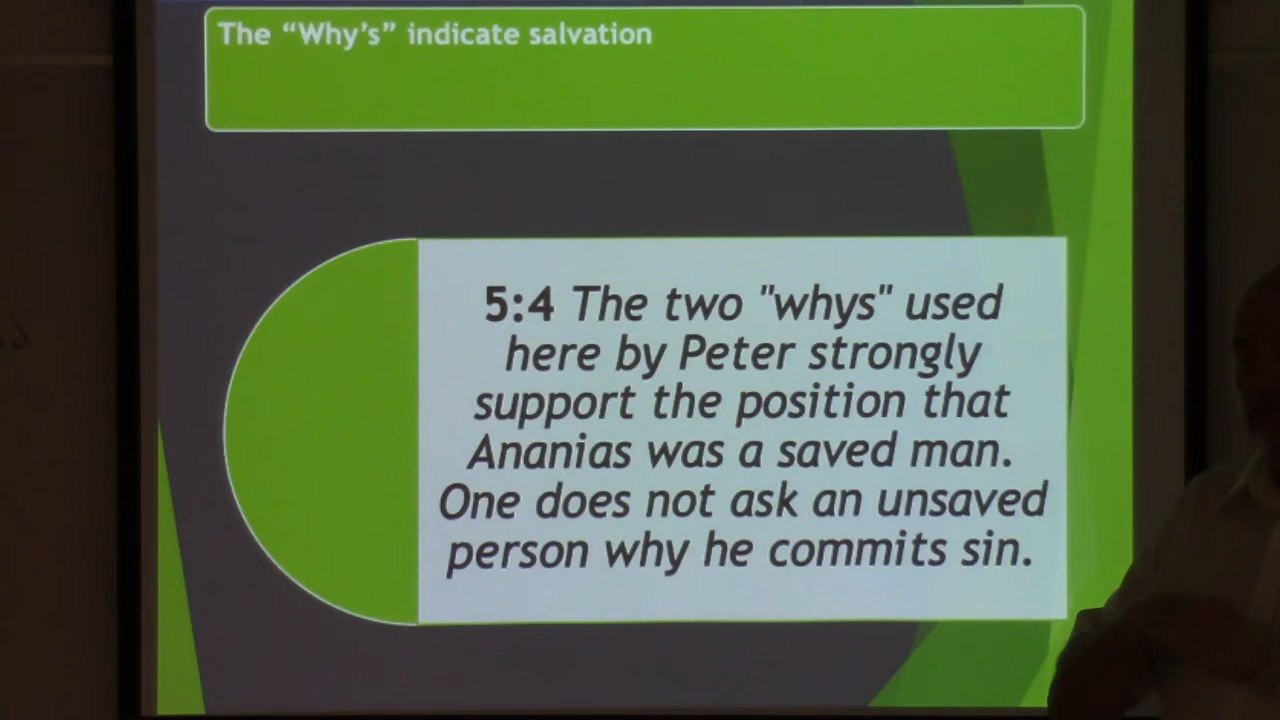 The “Why's” indicate salvation
5:4 The two "whys" used
here by Peter strongly
support the position that
Ananias was a saved man.
One does not ask an unsaved
person why he commits sin.